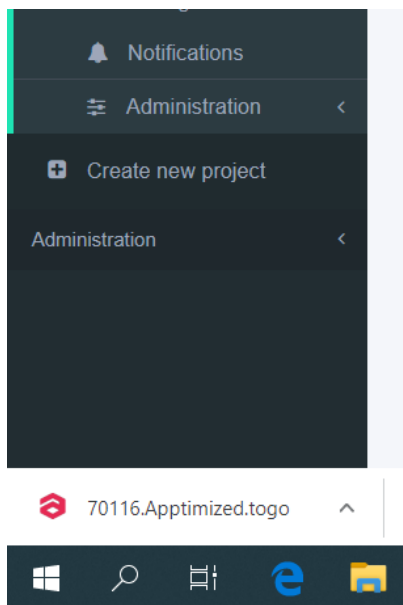 Notifications
Administration
Create new project
Administration
70116.Apptimized.togo